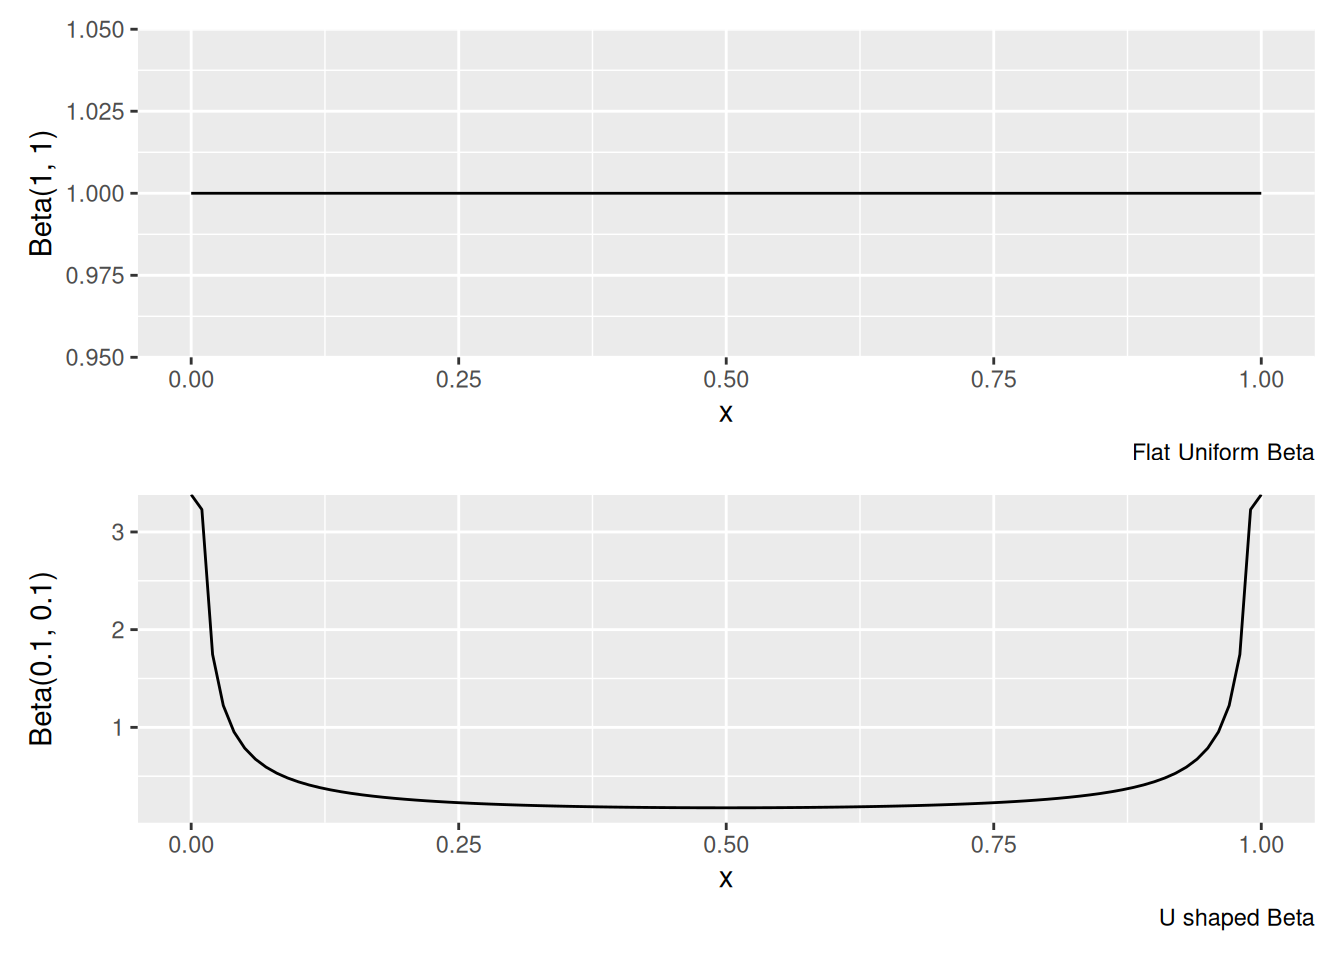 1.050
1.025
1.000
0.975
0.950
Beta(1, 1)
0.00 0.25 0.50 0.75 1.00
x
Flat Uniform Beta
3
2
1
Beta(0.1, 0.1)
0.00 0.25 0.50 0.75 1.00
x
U shaped Beta